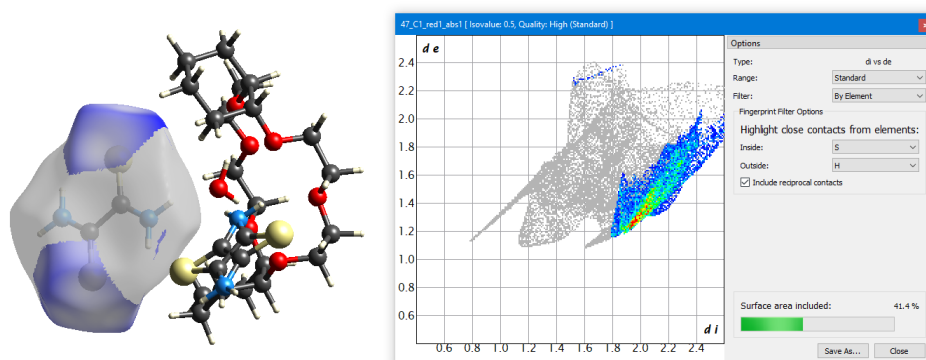 47_C1_red1_abs1 [ Isovalue: 0.5, Quality: High (Standard) ]
x
d e
2.4
2.2
2.0
1.8
1.6
1.4
1.2
1.0
0.8
0.6
d i
0.6 0.8 1.0 1.2 1.4 1.6 1.8 2.0 2.2 2.4
Options
Type: di vs de
Range: Standard
Filter: By Element
Fingerprint Filter Options
Highlight close contacts from elements:
Inside: S
Outside: H
Include reciprocal contacts
Surface area included: 41.4 %
Save As... Close